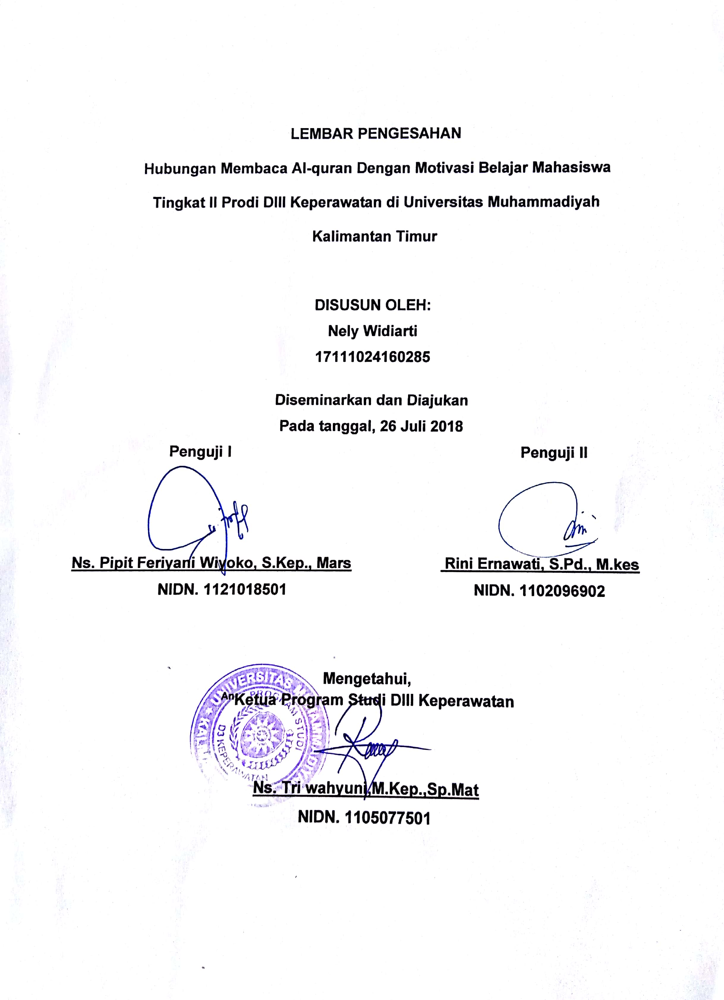 LEMBAR PENGESAHAN
Hubungan Membaca Al-quran Dengan Motivasi Belajar Mahasiswa
Tingkat II Prodi DIII Keperawatan di Universitas Muhammadiyah
Kalimantan Timur
DISUSUN OLEH:
Nely Widiarti
17111024160285
Diseminarkan dan Diajukan
Pada tanggal, 26 Juli 2018
Penguji I
Penguji II
Ns. Pipit Feriyani Wiyoko, S.Kep., Mars
Rini Ernawati, S.Pd., M.kes
NIDN. 1121018501
NIDN. 1102096902
Mengetahui,
An Ketua Program Studi DIII Keperawatan
UNIVERSITAS
PROGRAM STUDI
D3 KEPERAWATAN
Ns. Tri wahyuni,M.Kep.,Sp.Mat
NIDN. 1105077501